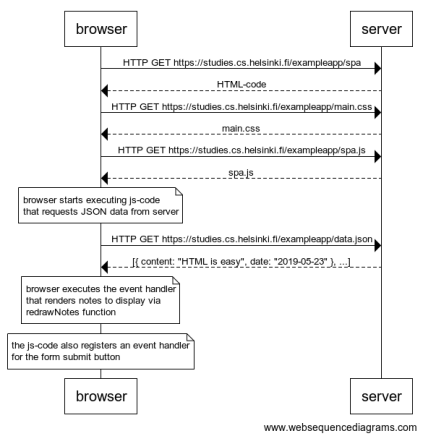 browser
server
HTTP GET https://studies.cs.helsinki.fi/exampleapp/spa
HTML-code
HTTP GET https://studies.cs.helsinki.fi/exampleapp/main.css
main.css
HTTP GET https://studies.cs.helsinki.fi/exampleapp/spa.js
spa.js
browser starts executing js-code
that requests JSON data from server
HTTP GET https://studies.cs.helsinki.fi/exampleapp/data.json
[{ content: "HTML is easy", date: "2019-05-23" }, ...]
browser executes the event handler
that renders notes to display via
redrawNotes function
the js-code also registers an event handler
for the form submit button
browser
server
www.websequencediagrams.com